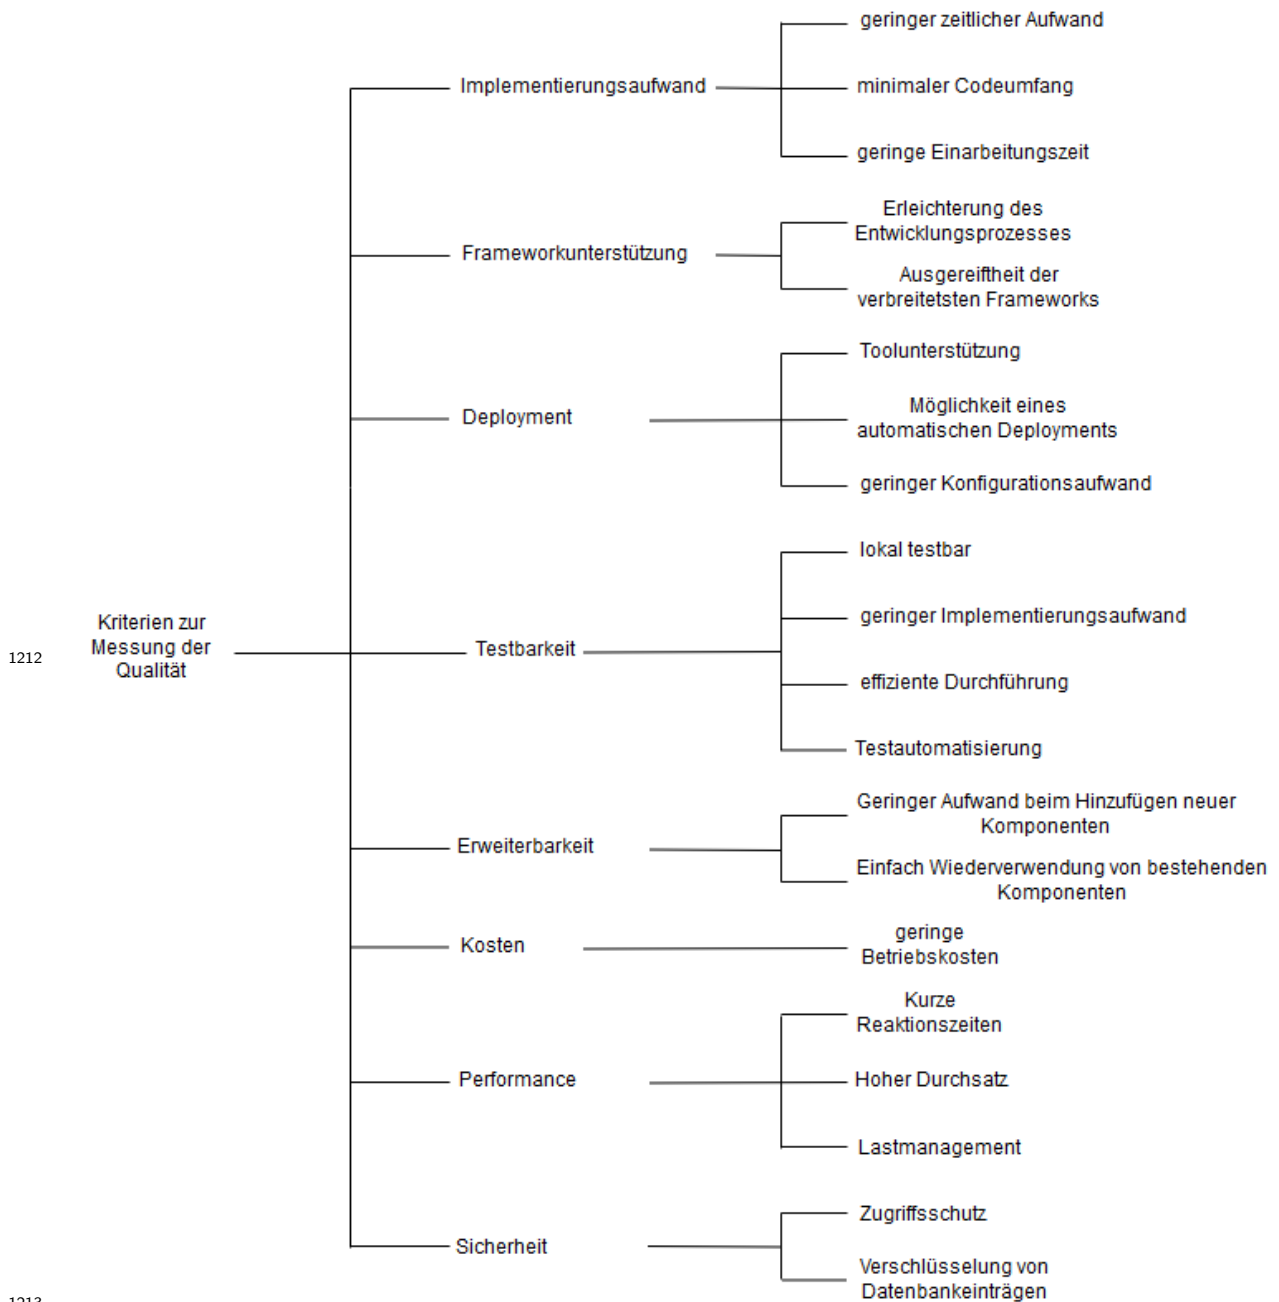 geringer zeitlicher Aufwand
Implementierungsaufwand
minimaler Codeumfang
geringe Einarbeitungszeit
Erleichterung des
Entwicklungsprozesses
Frameworkunterstützung
Ausgereiftheit der
verbreitetsten Frameworks
Toolunterstützung
Deployment
Möglichkeit eines
automatischen Deployments
geringer Konfigurationsaufwand
lokal testbar
geringer Implementierungsaufwand
1212
Kriterien zur
Messung der
Qualität
Testbarkeit
effiziente Durchführung
Testautomatisierung
Geringer Aufwand beim Hinzufügen neuer
Komponenten
Erweiterbarkeit
Einfach Wiederverwendung von bestehenden
Komponenten
Kosten
geringe
Betriebskosten
Kurze
Reaktionszeiten
Performance
Hoher Durchsatz
Lastmanagement
Zugriffsschutz
Sicherheit
Verschlüsselung von
Datenbankeinträgen
1213